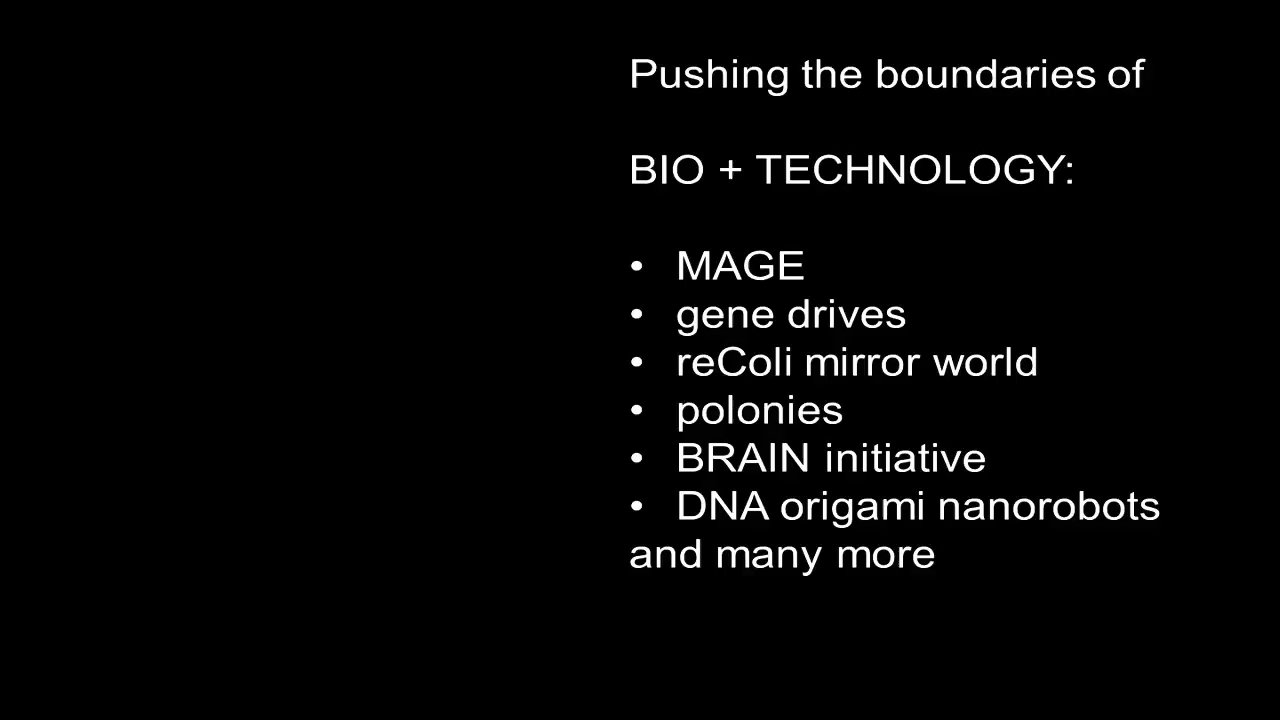 Pushing the boundaries of
BIO + TECHNOLOGY:
• MAGE
• gene drives
• reColi mirror world
• polonies
• BRAIN initiative
• DNA origami nanorobots
and many more